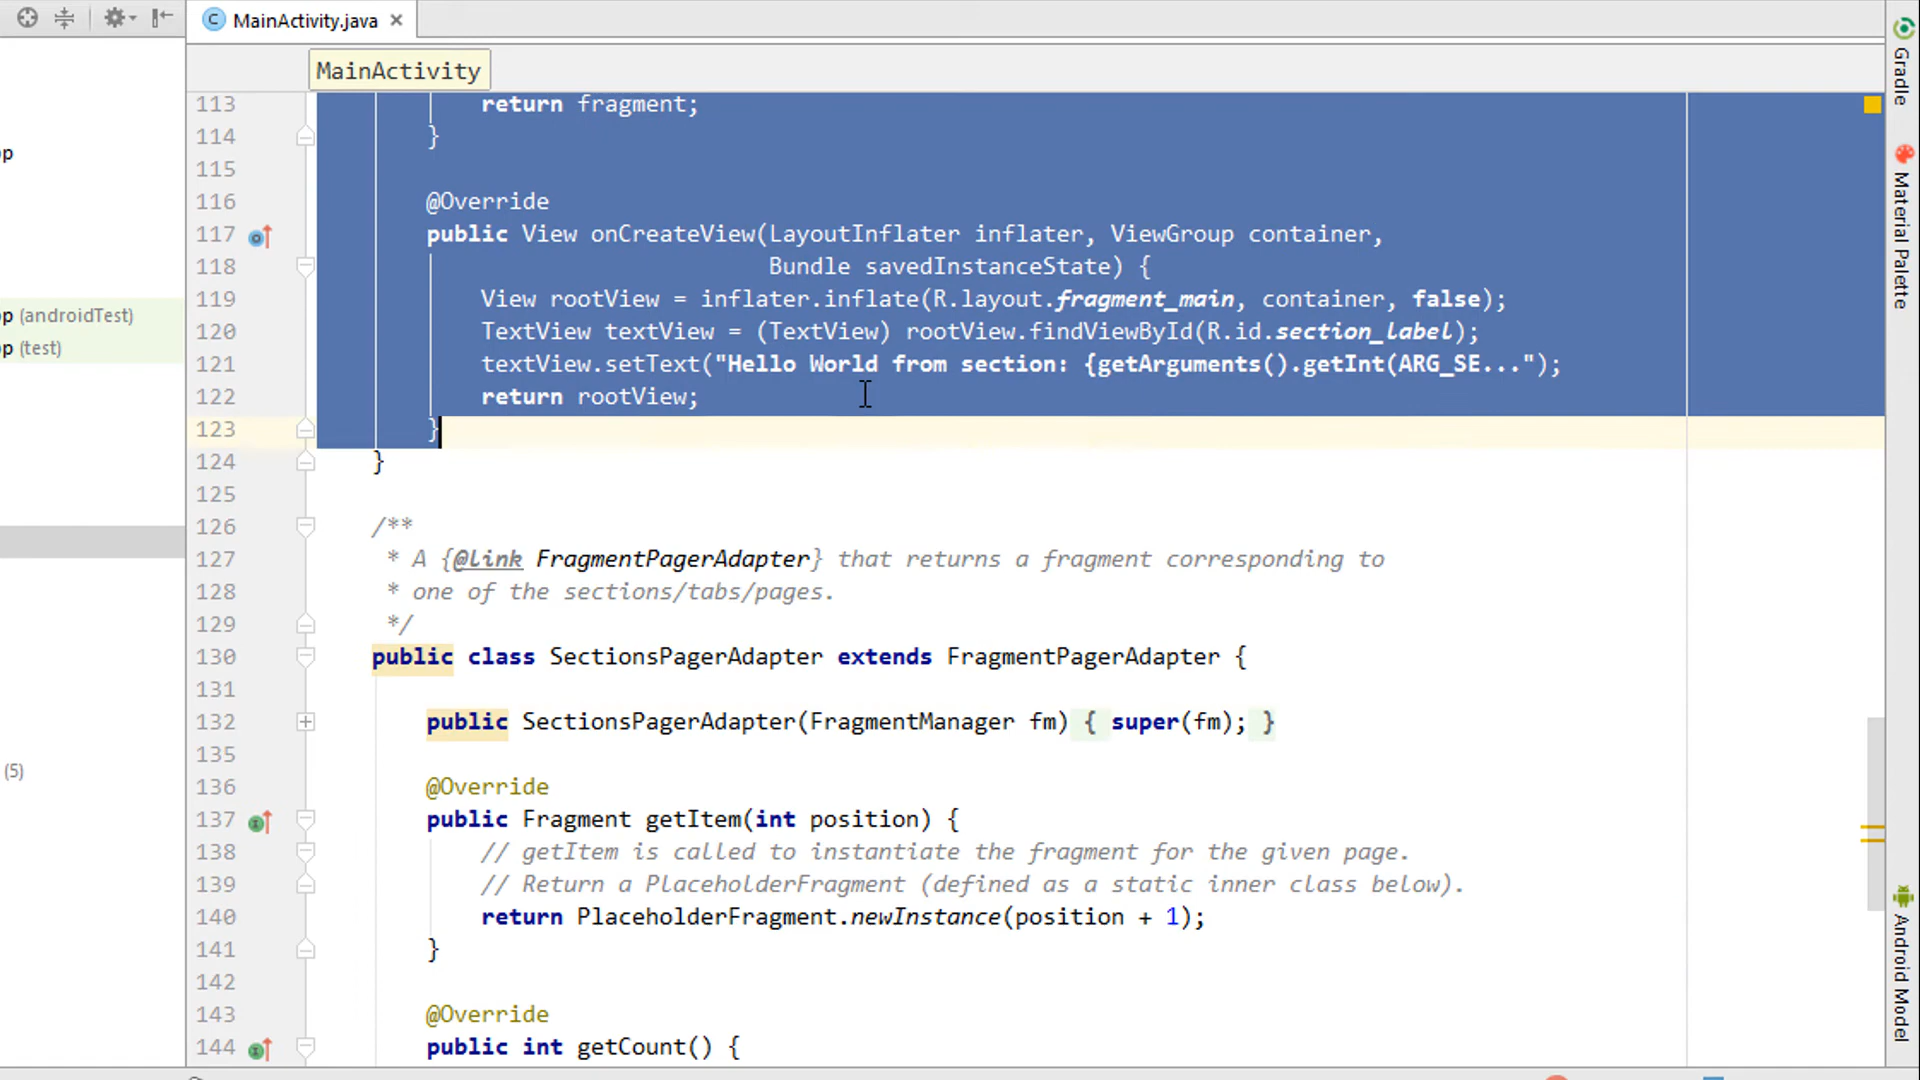 MainActivity.java
MainActivity
113 return fragment;
114 }
115
116 @Override
117 public View onCreateView(LayoutInflater inflater, ViewGroup container,
118 Bundle savedInstanceState) {
119 View rootView = inflater.inflate(R.layout.fragment_main, container, false);
120 TextView textView = (TextView) rootView.findViewById(R.id.section_label);
121 textView.setText("Hello World from section: {getArguments().getInt(ARG_SE...");
122 return rootView;
123 }
124 }
125
126 /**
127 * A {@link FragmentPagerAdapter} that returns a fragment corresponding to
128 * one of the sections/tabs/pages.
129 */
130 public class SectionsPagerAdapter extends FragmentPagerAdapter {
131
132 public SectionsPagerAdapter(FragmentManager fm) { super(fm); }
135
136 @Override
137 public Fragment getItem(int position) {
138 // getItem is called to instantiate the fragment for the given page.
139 // Return a PlaceholderFragment (defined as a static inner class below).
140 return PlaceholderFragment.newInstance(position + 1);
141 }
142
143 @Override
144 public int getCount() {
p
p (androidTest)
p (test)
(5)
Gradle
Material Palette
Android Model